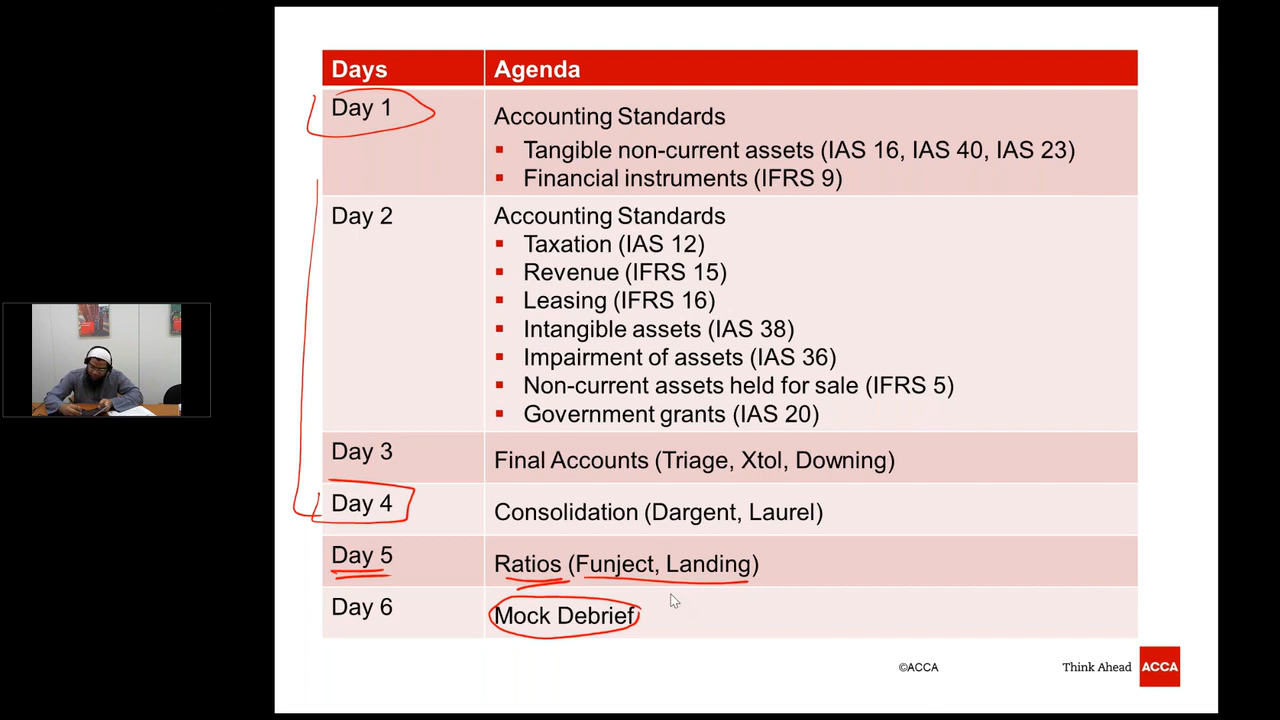 Days Agenda
Day 1
Accounting Standards
▪ Tangible non-current assets (IAS 16, IAS 40, IAS 23)
▪ Financial instruments (IFRS 9)
Day 2 Accounting Standards
▪ Taxation (IAS 12)
▪ Revenue (IFRS 15)
▪ Leasing (IFRS 16)
▪ Intangible assets (IAS 38)
▪ Impairment of assets (IAS 36)
▪ Non-current assets held for sale (IFRS 5)
▪ Government grants (IAS 20)
Day 3 Final Accounts (Triage, Xtol, Downing)
Day 4 Consolidation (Dargent, Laurel)
Day 5 Ratios (Funject, Landing)
Day 6 Mock Debrief
©ACCA Think Ahead ACCA